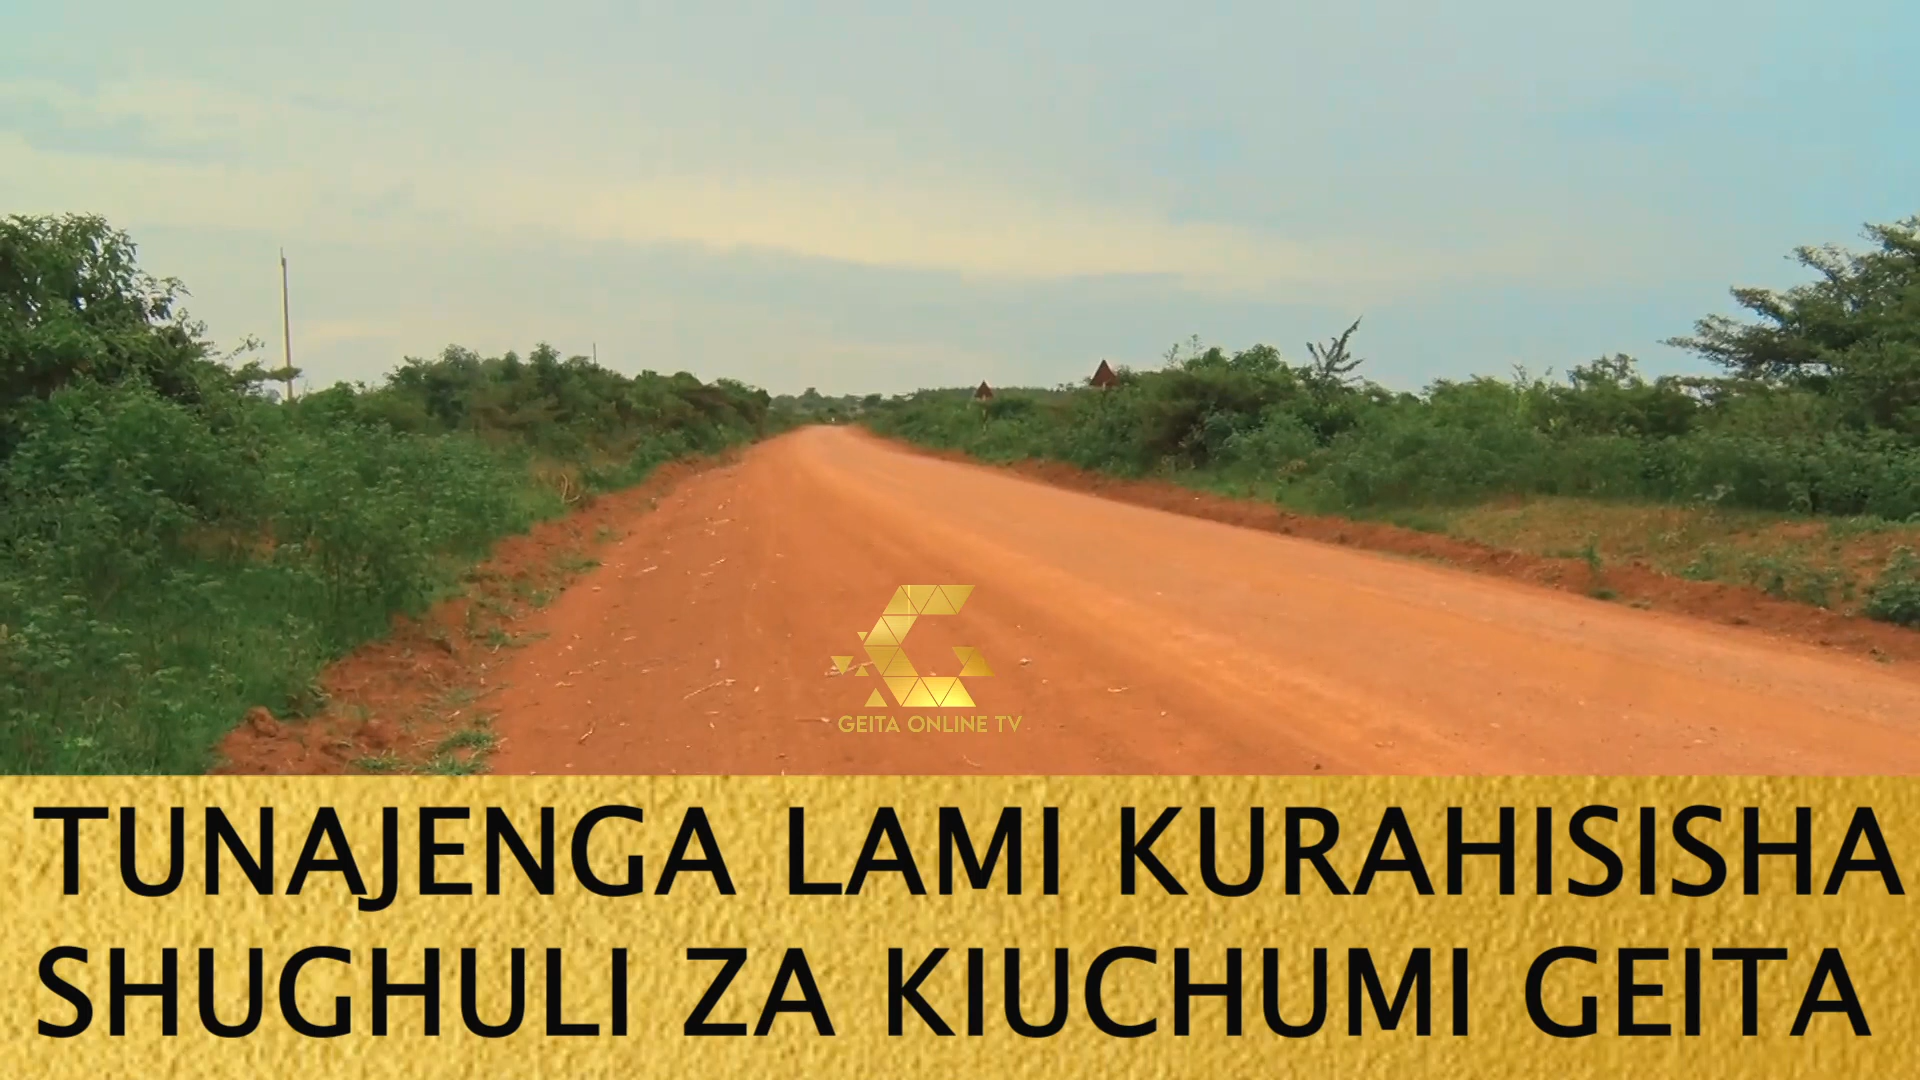 GEITA ONLINE TV
TUNAJENGA LAMI KURAHISISHA
SHUGHULI ZA KIUCHUMI GEITA